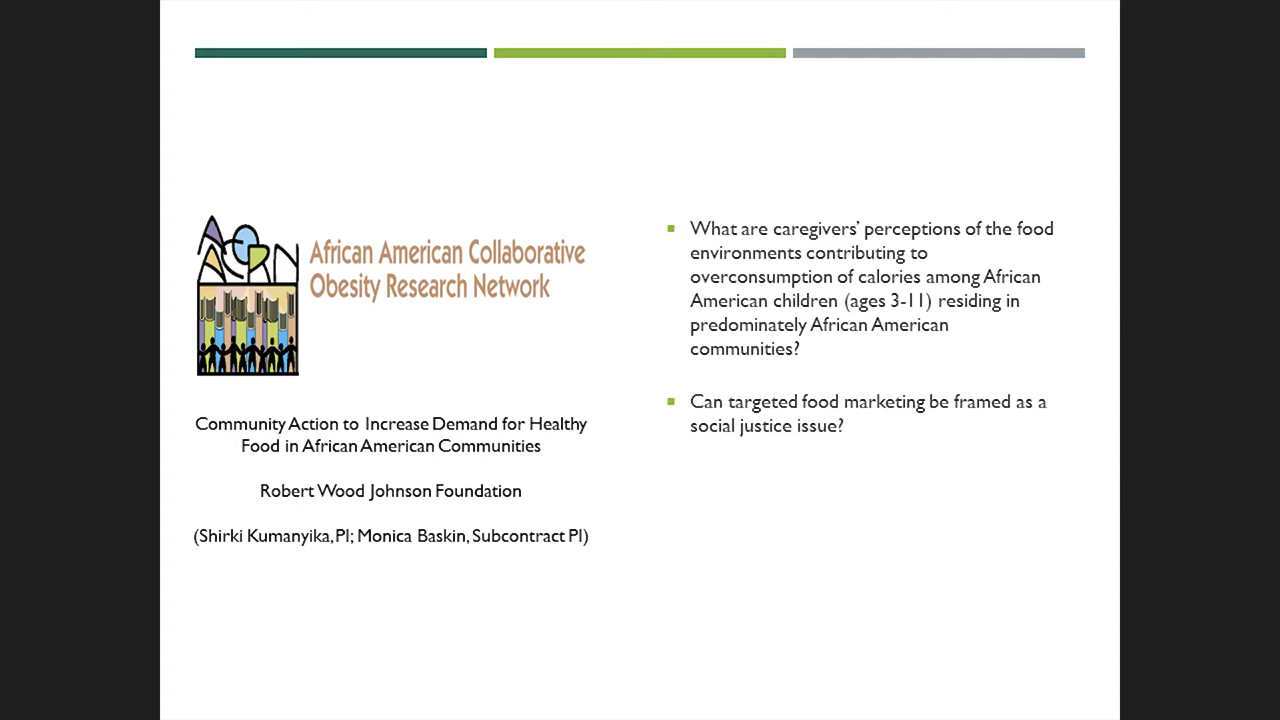 AACORN
African American Collaborative
Obesity Research Network
Community Action to Increase Demand for Healthy
Food in African American Communities
Robert Wood Johnson Foundation
(Shirki Kumanyika, PI; Monica Baskin, Subcontract PI)
What are caregivers’ perceptions of the food
environments contributing to
overconsumption of calories among African
American children (ages 3-11) residing in
predominately African American
communities?
Can targeted food marketing be framed as a
social justice issue?